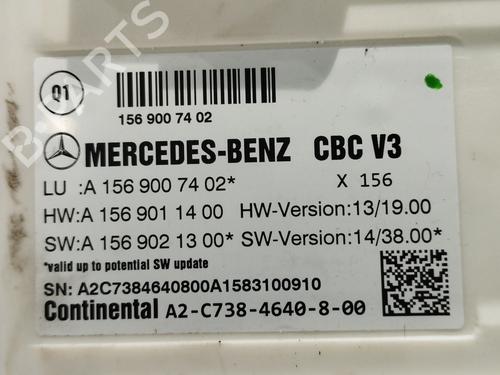 Q1
156 900 74 02
MERCEDES-BENZ CBC V3
LU :A 156 900 74 02* X 156
HW:A 156 901 14 00 HW-Version:13/19.00
SW:A 156 902 13 00* SW-Version:14/38.00*
*valid up to potential SW update
SN: A2C7384640800A1583100910
Continental A2-C738-4640-8-00
B-PARTS